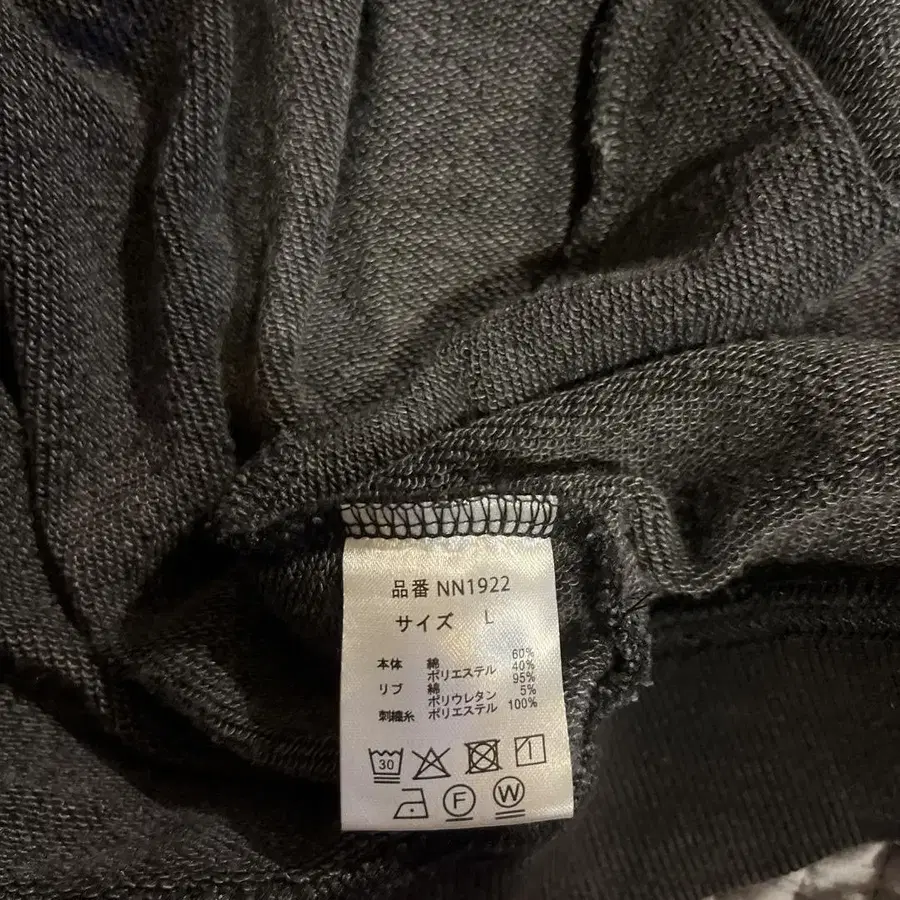 品番 NN1922
サイズ L
本体 綿 60%
ポリエステル 40%
リブ 綿 95%
ポリウレタン 5%
刺繍糸 ポリエステル 100%
30
F W